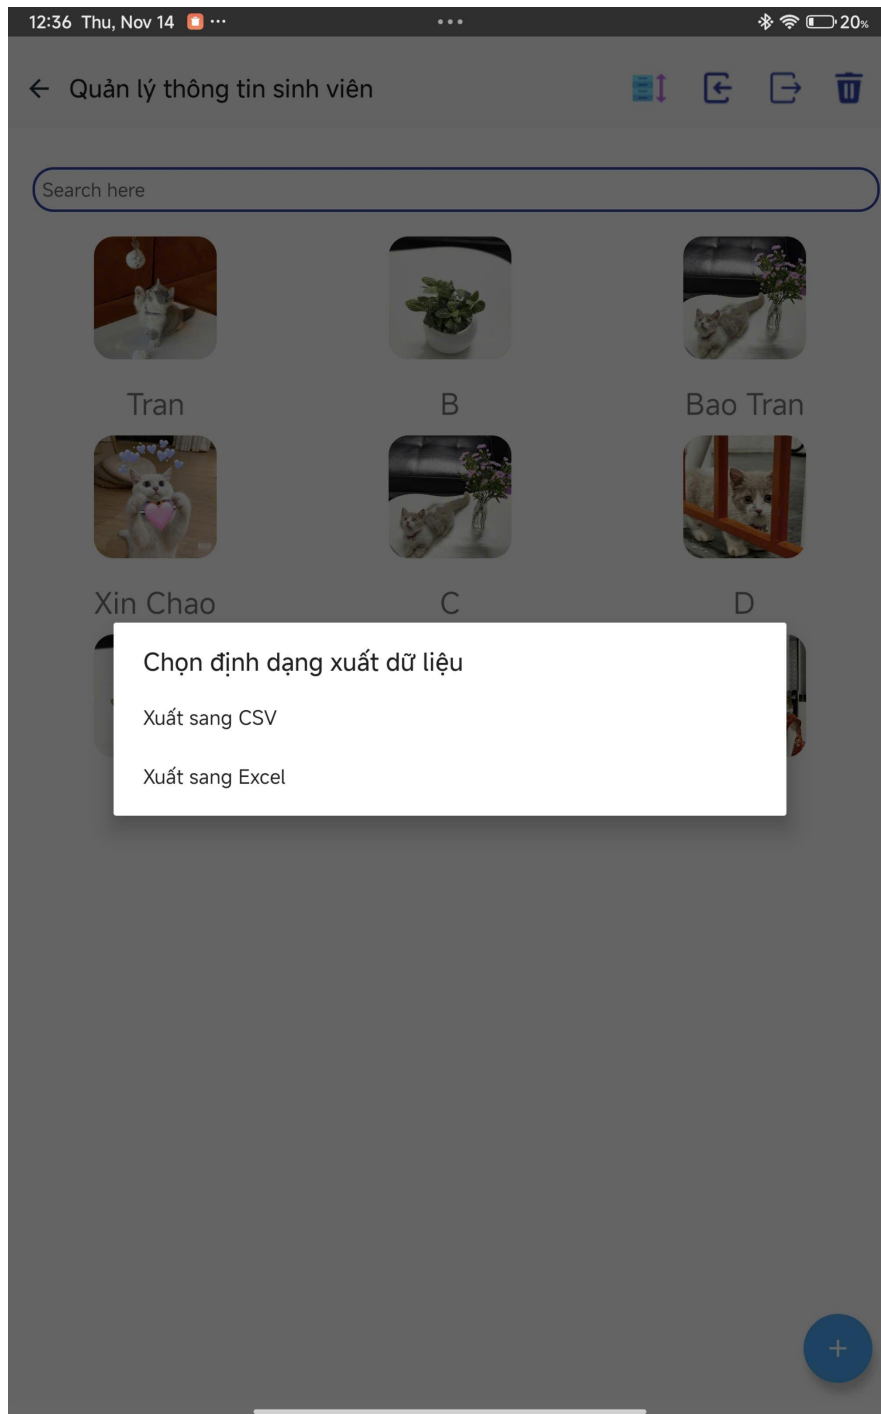 12:36 Thu, Nov 14
20%
Quản lý thông tin sinh viên
Search here
Tran
B
Bao Tran
Xin Chao
C
D
Chọn định dạng xuất dữ liệu
Xuất sang CSV
Xuất sang Excel